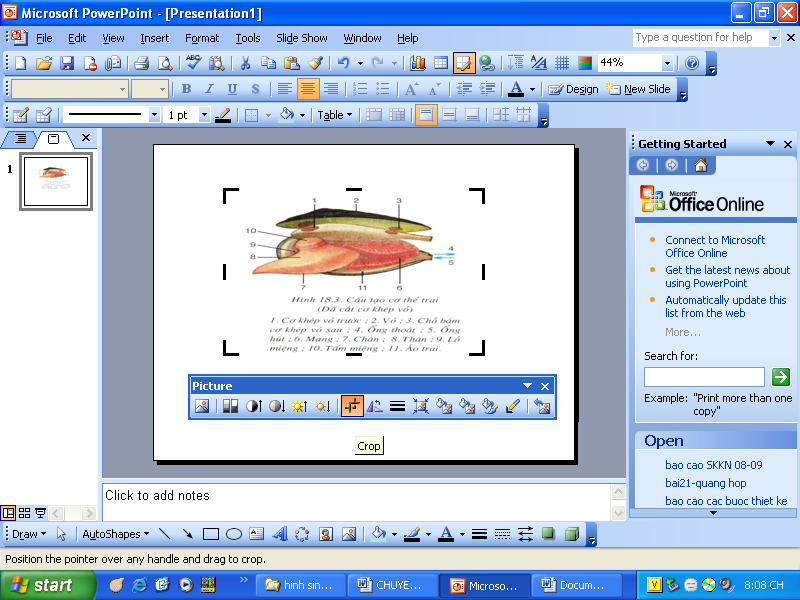 Microsoft PowerPoint - [Presentation1]
File Edit View Insert Format Tools Slide Show Window Help
Type a question for help
44%
B I U S
Design New Slide
1 pt
Table
Getting Started
1
Microsoft
Office Online
Connect to Microsoft
Office Online
Get the latest news about
using PowerPoint
Automatically update this
list from the web
More...
Search for:
Example: "Print more than one
copy"
Open
bao cao SKKN 08-09
bai21-quang hop
bao cao cac buoc thiet ke
1 2 3
10
9
8
4
5
7 11 6
Hình 18.3. Cấu tạo cơ thể trai
(Đã cắt cơ khép vỏ)
1. Cơ khép vỏ trước ; 2. Vỏ ; 3. Chỗ bám
cơ khép vỏ sau ; 4. Ống thoát ; 5. Ống
hút ; 6. Mang ; 7. Chân ; 8. Thân ; 9. Lỗ
miệng ; 10. Tấm miệng ; 11. Áo trai.
Picture
Crop
Click to add notes
Draw AutoShapes
Position the pointer over any handle and drag to crop.
start
hinh sin...
CHUYE...
Microso...
Docum...
V
8:08 CH